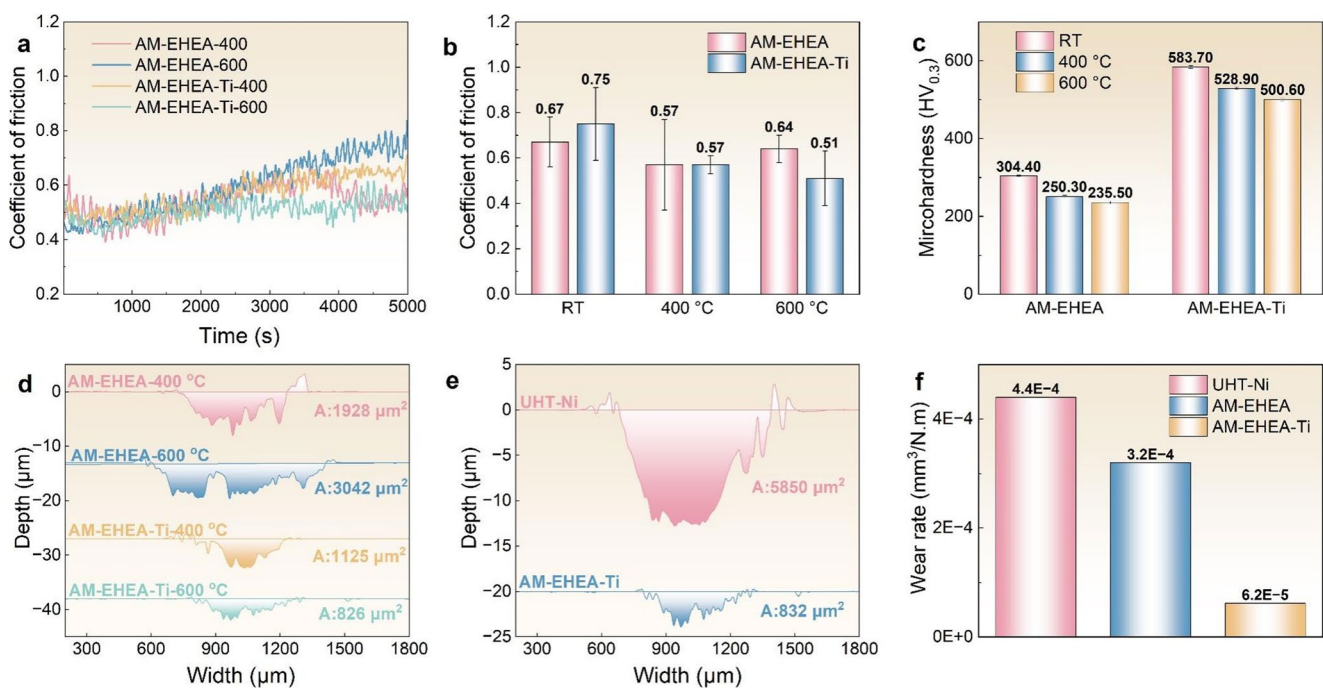 a
AM-EHEA-400
AM-EHEA-600
AM-EHEA-Ti-400
AM-EHEA-Ti-600
Coefficient of friction
1.2
1.0
0.8
0.6
0.4
0.2
1000 2000 3000 4000 5000
Time (s)
b
AM-EHEA
AM-EHEA-Ti
Coefficient of friction
1.2
1.0
0.8
0.6
0.4
0.2
0.0
0.67 0.75 0.57 0.57 0.64 0.51
RT 400 °C 600 °C
c
RT
400 °C
600 °C
Mircohardness (HV0.3)
600
400
200
0
304.40 250.30 235.50 583.70 528.90 500.60
AM-EHEA AM-EHEA-Ti
d
Depth (μm)
0
−10
−20
−30
−40
AM-EHEA-400 °C
A:1928 μm²
AM-EHEA-600 °C
A:3042 μm²
AM-EHEA-Ti-400 °C
A:1125 μm²
AM-EHEA-Ti-600 °C
A:826 μm²
300 600 900 1200 1500 1800
Width (μm)
e
Depth (μm)
5
0
−5
−10
−15
−20
−25
UHT-Ni
A:5850 μm²
AM-EHEA-Ti
A:832 μm²
300 600 900 1200 1500 1800
Width (μm)
f
UHT-Ni
AM-EHEA
AM-EHEA-Ti
Wear rate (mm³/N.m)
4E−4
2E−4
0E+0
4.4E−4
3.2E−4
6.2E−5